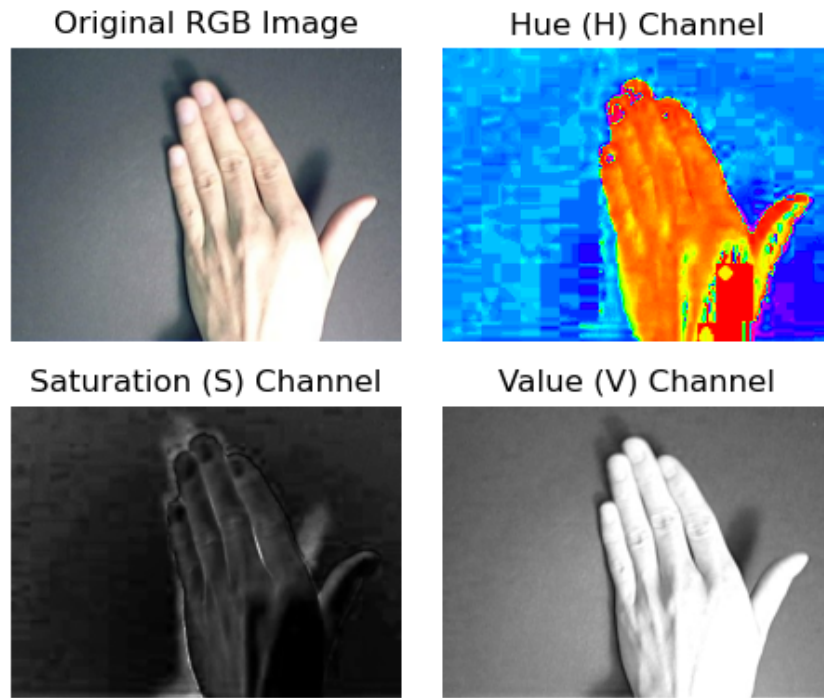 Original RGB Image
Hue (H) Channel
Saturation (S) Channel
Value (V) Channel